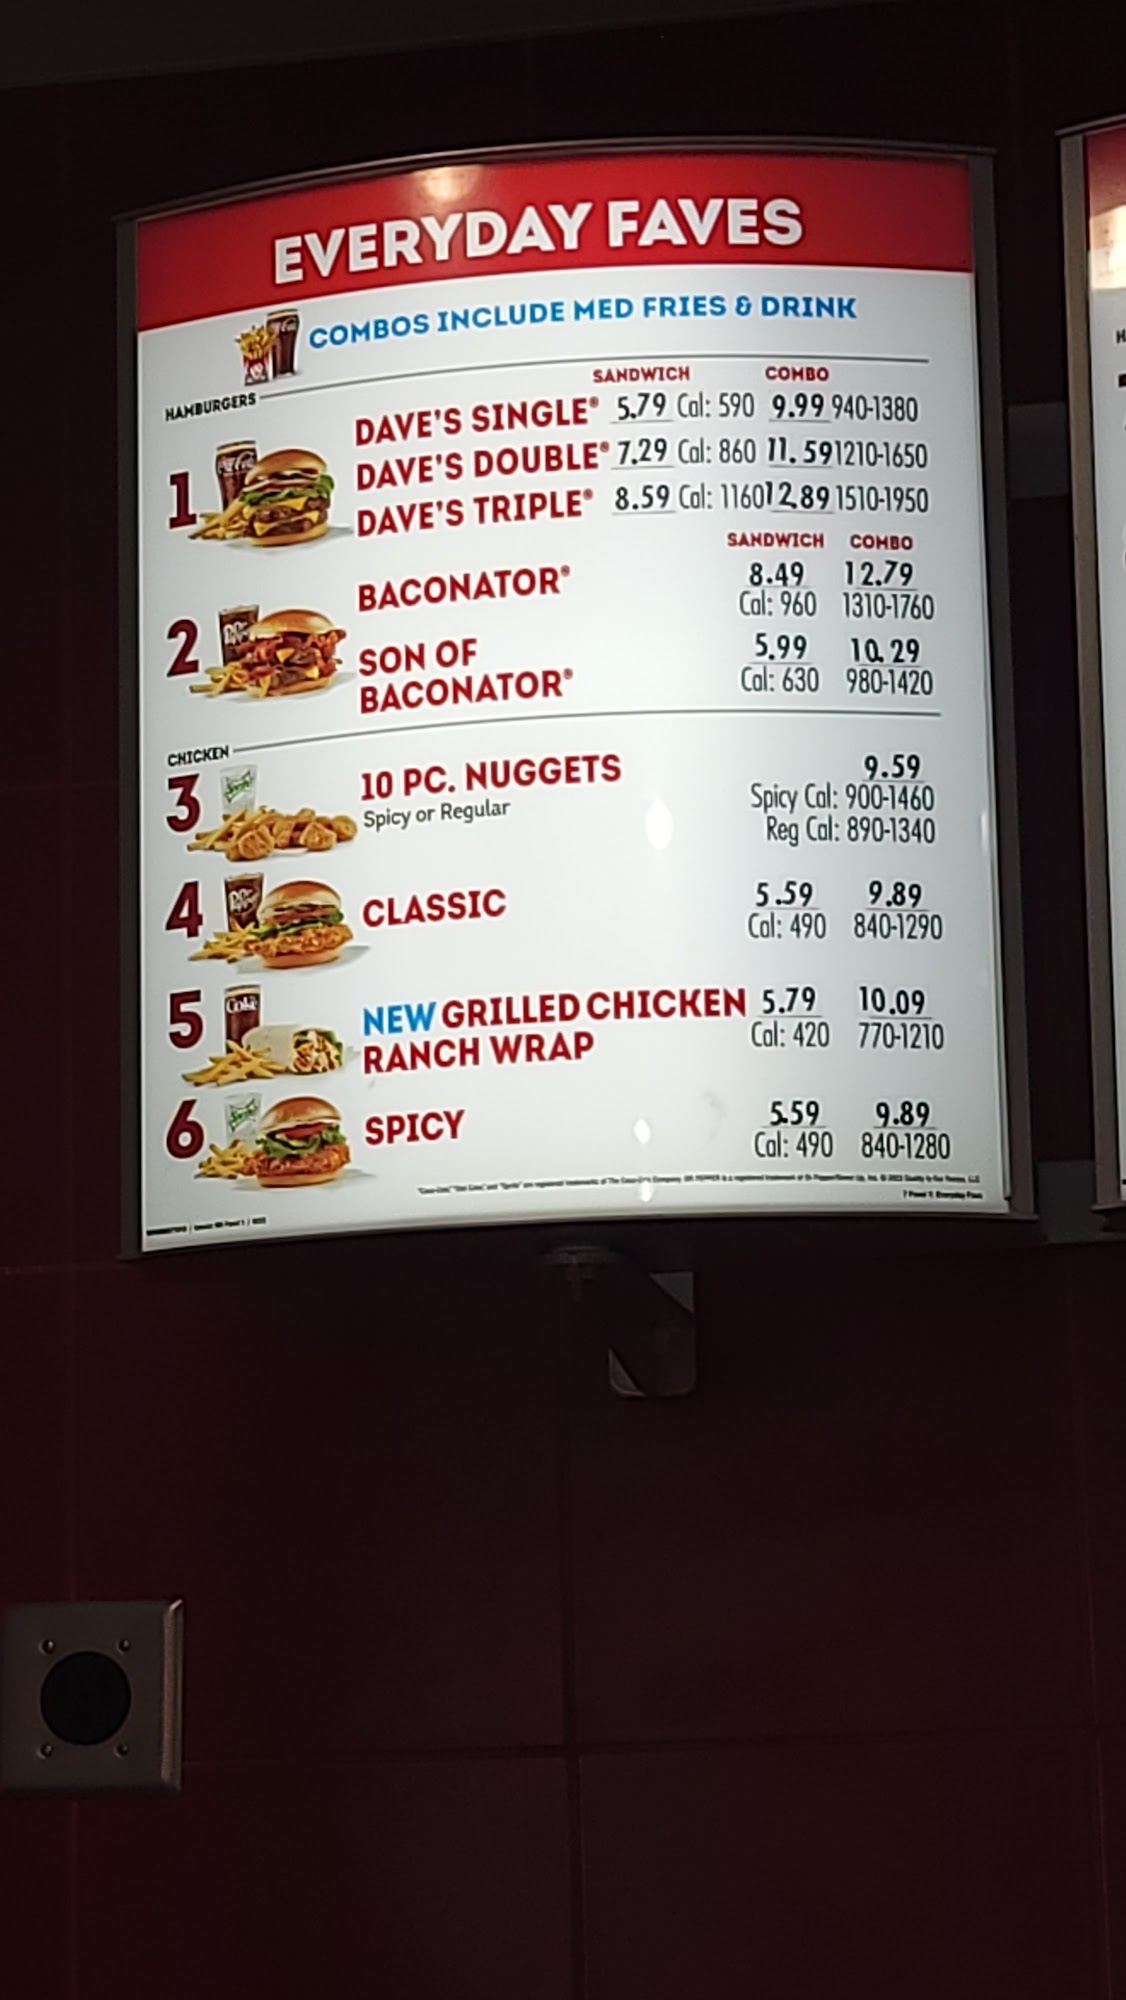 EVERYDAY FAVES
COMBOS INCLUDE MED FRIES & DRINK
HAMBURGERS
SANDWICH COMBO
1
DAVE'S SINGLE® 5.79 Cal: 590 9.99 940-1380
DAVE'S DOUBLE® 7.29 Cal: 860 11.59 1210-1650
DAVE'S TRIPLE® 8.59 Cal: 1160 12.89 1510-1950
SANDWICH COMBO
2
BACONATOR® 8.49 12.79
Cal: 960 1310-1760
SON OF 5.99 10.29
BACONATOR® Cal: 630 980-1420
CHICKEN
3
10 PC. NUGGETS 9.59
Spicy or Regular Spicy Cal: 900-1460
Reg Cal: 890-1340
4
CLASSIC 5.59 9.89
Cal: 490 840-1290
5 Coke
NEW GRILLED CHICKEN 5.79 10.09
RANCH WRAP Cal: 420 770-1210
6
SPICY 5.59 9.89
Cal: 490 840-1280